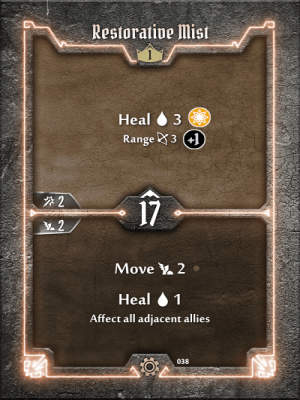 Restorative Mist
1
Heal 3
Range 3 +1
2
17
2
Move 2
Heal 1
Affect all adjacent allies
038